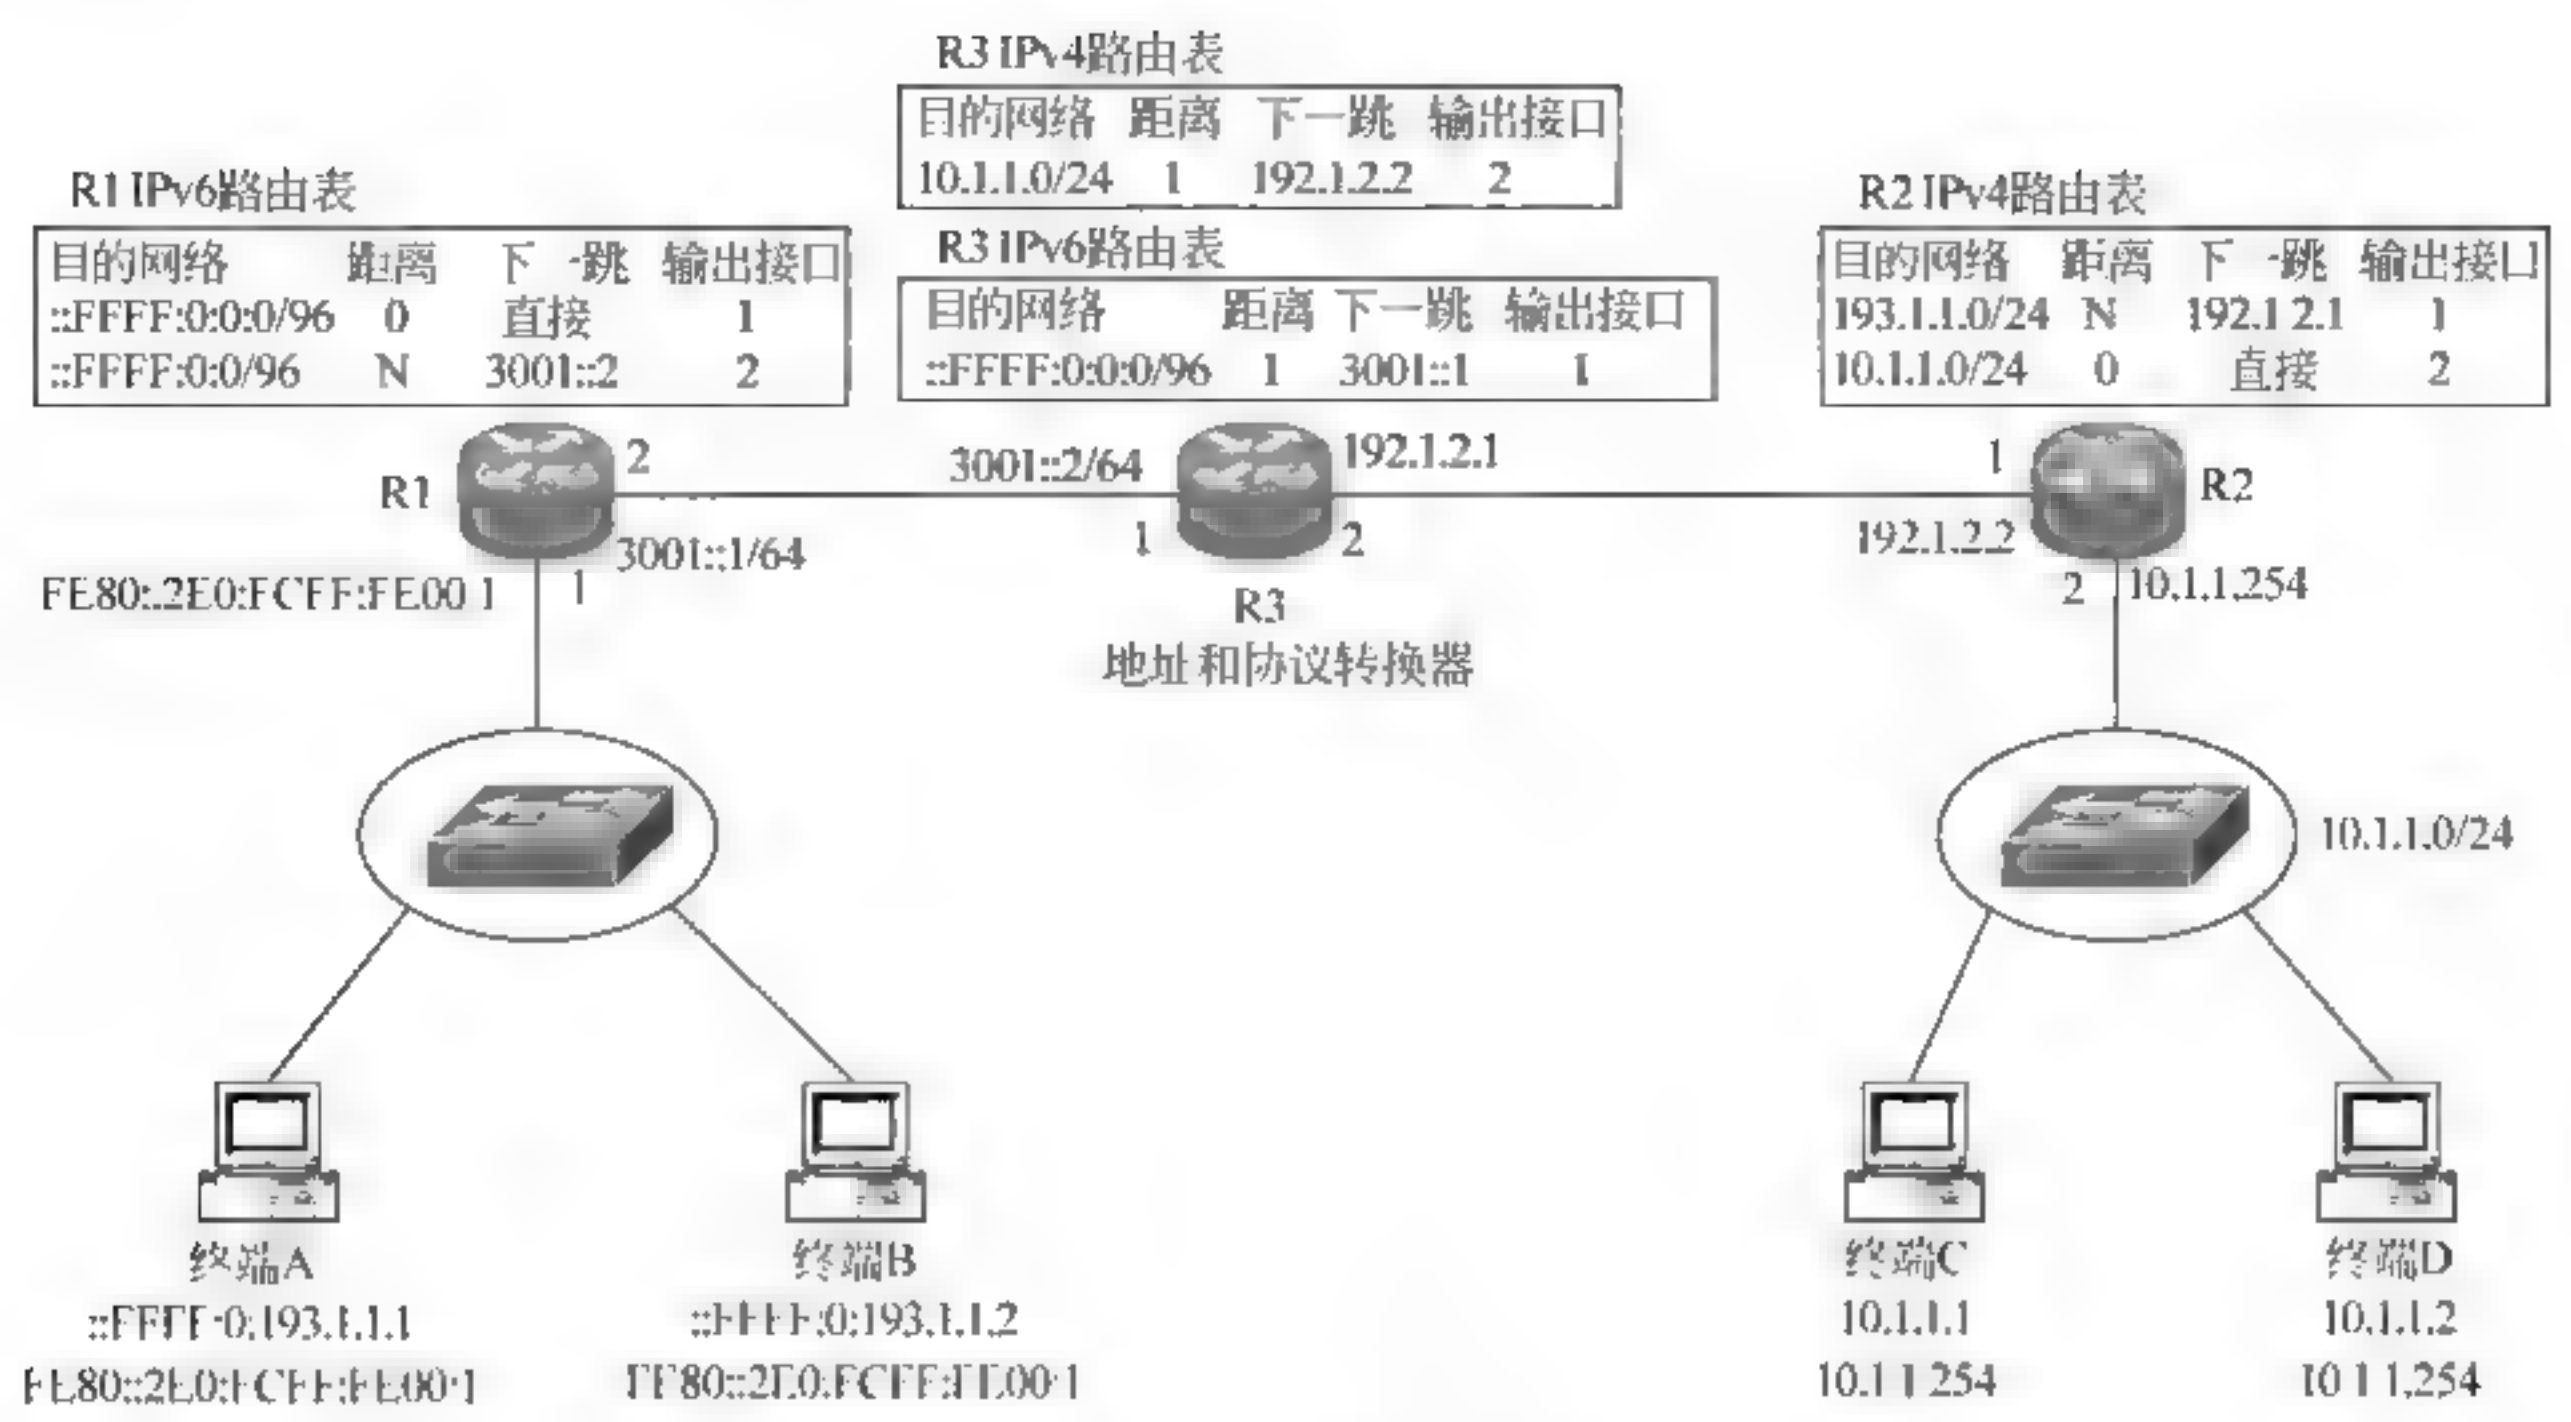 R3 IPv4路由表
目的网络 距离 下一跳 输出接口
10.1.1.0/24 1 192.1.2.2 2
R1 IPv6路由表
目的网络 距离 下一跳 输出接口
::FFFF:0:0:0/96 0 直接 1
::FFFF:0:0/96 N 3001::2 2
R3 IPv6路由表
目的网络 距离 下一跳 输出接口
::FFFF:0:0:0/96 1 3001::1 1
R2 IPv4路由表
目的网络 距离 下一跳 输出接口
193.1.1.0/24 N 192.1.2.1 1
10.1.1.0/24 0 直接 2
R1
2
3001::1/64
1
FE80::2E0:FCFF:FE00:1
3001::2/64
192.1.2.1
1
2
R3
地址和协议转换器
1
R2
192.1.2.2
2
10.1.1.254
10.1.1.0/24
终端A
::FFFF:0:193.1.1.1
FE80::2E0:FCFF:FE00:1
终端B
::FFFF:0:193.1.1.2
FE80::2E0:FCFF:FE00:1
终端C
10.1.1.1
10.1.1.254
终端D
10.1.1.2
10.1.1.254